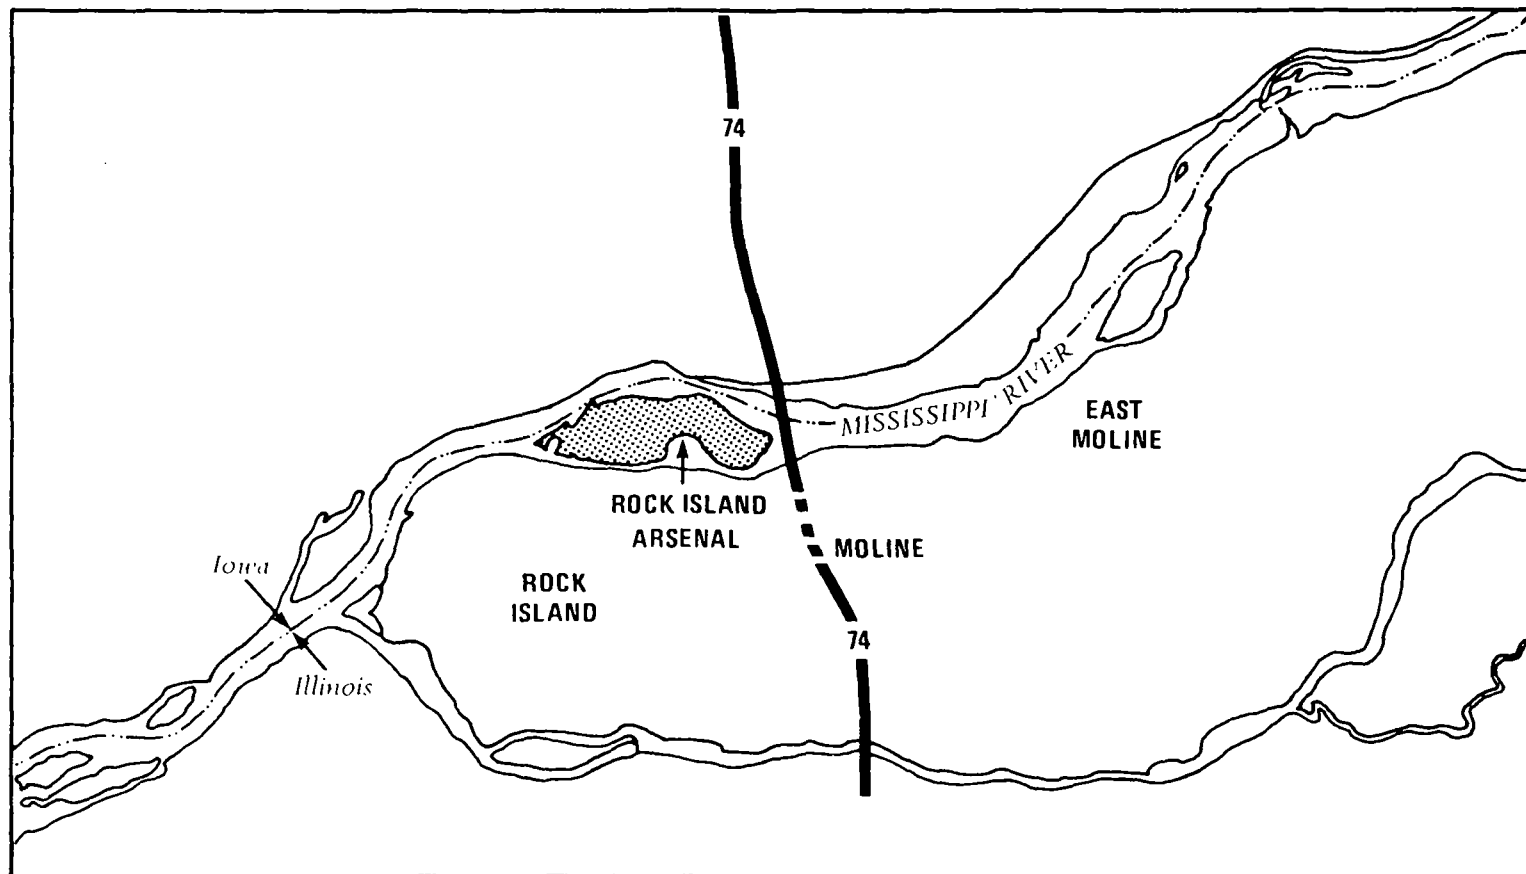 74
MISSISSIPPI RIVER
EAST
MOLINE
ROCK ISLAND
ARSENAL
MOLINE
Iowa
ROCK
ISLAND
74
Illinois